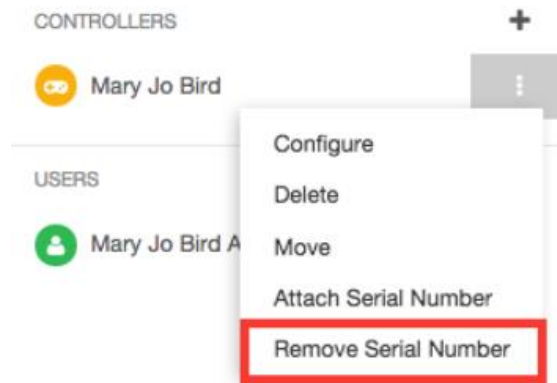 CONTROLLERS
Mary Jo Bird
Configure
USERS
Delete
Mary Jo Bird A
Move
Attach Serial Number
Remove Serial Number